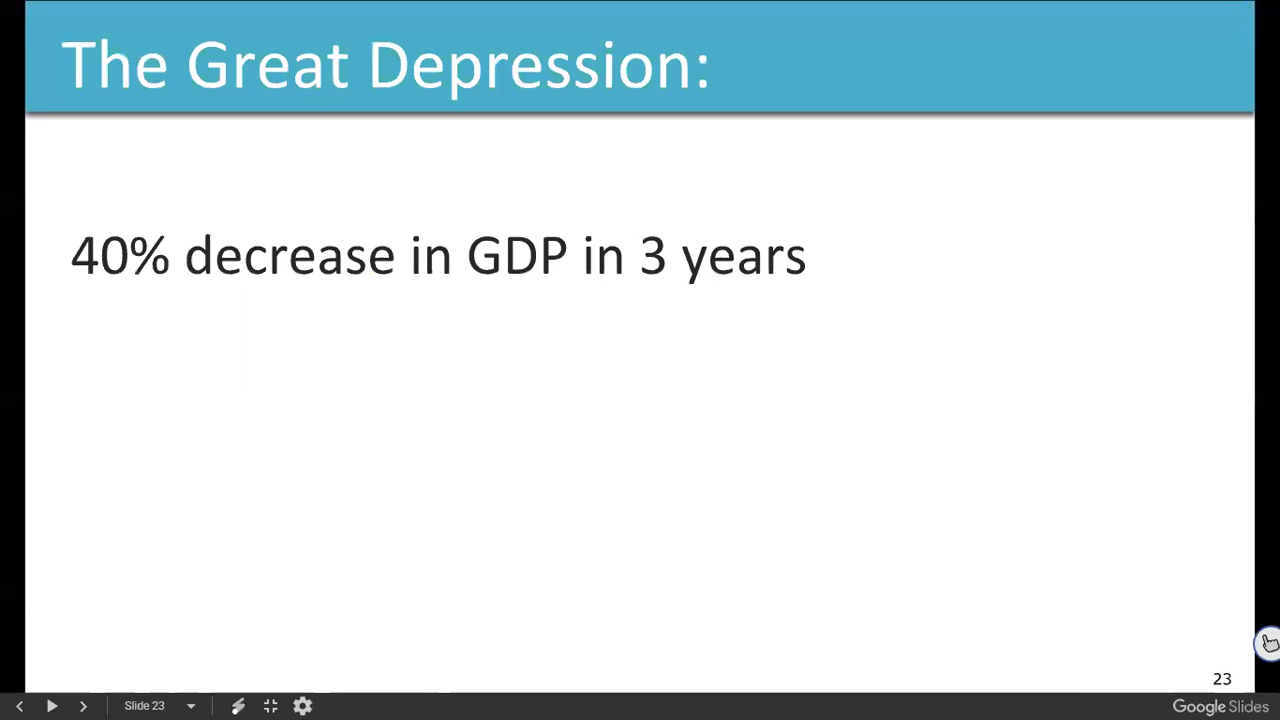 The Great Depression:
40% decrease in GDP in 3 years
23
Slide 23
Google Slides